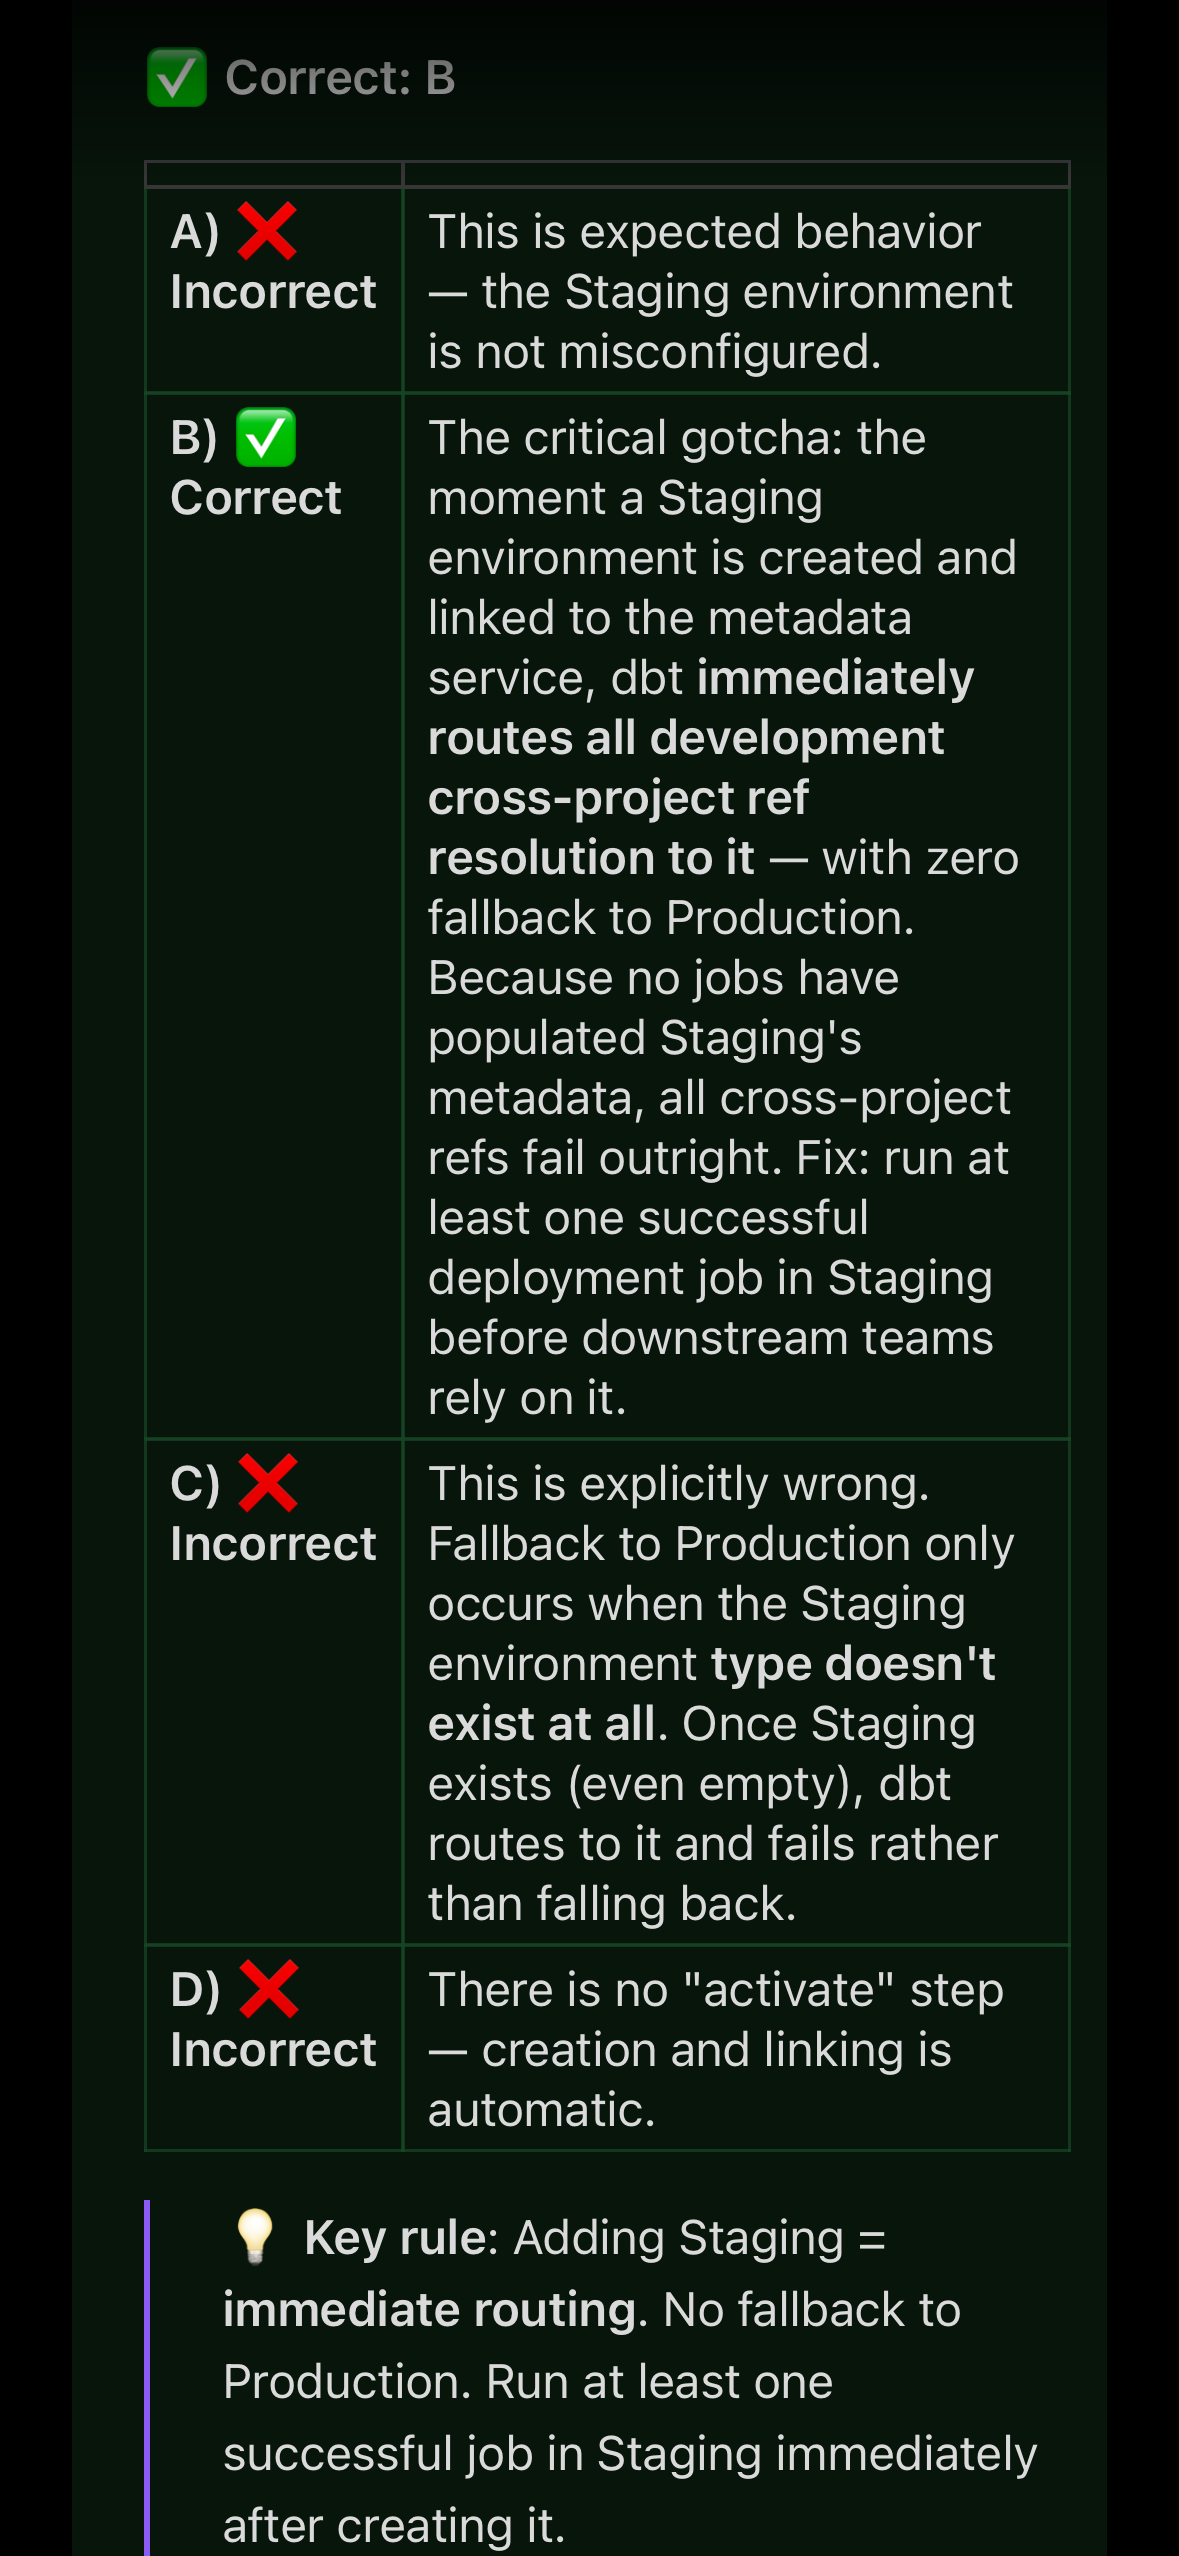 ✅ Correct: B
A) ❌
Incorrect
This is expected behavior
— the Staging environment
is not misconfigured.
B) ✅
Correct
The critical gotcha: the
moment a Staging
environment is created and
linked to the metadata
service, dbt immediately
routes all development
cross-project ref
resolution to it — with zero
fallback to Production.
Because no jobs have
populated Staging's
metadata, all cross-project
refs fail outright. Fix: run at
least one successful
deployment job in Staging
before downstream teams
rely on it.
C) ❌
Incorrect
This is explicitly wrong.
Fallback to Production only
occurs when the Staging
environment type doesn't
exist at all. Once Staging
exists (even empty), dbt
routes to it and fails rather
than falling back.
D) ❌
Incorrect
There is no "activate" step
— creation and linking is
automatic.
💡 Key rule: Adding Staging =
immediate routing. No fallback to
Production. Run at least one
successful job in Staging immediately
after creating it.